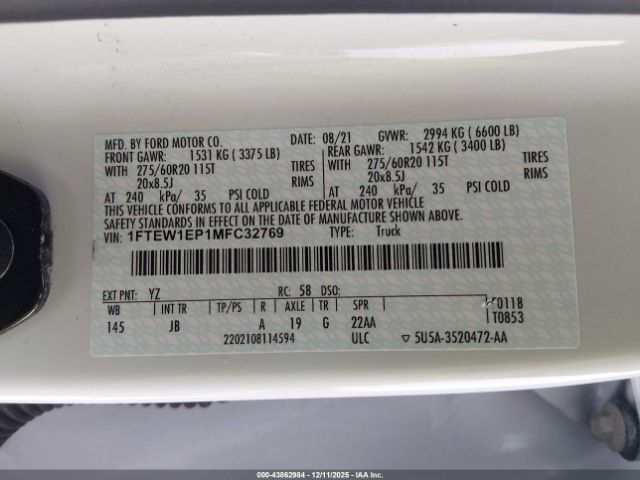 MFD. BY FORD MOTOR CO. DATE: 08/21 GVWR: 2994 KG ( 6600 LB)
FRONT GAWR: 1531 KG ( 3375 LB) REAR GAWR: 1542 KG ( 3400 LB)
WITH 275/60R20 115T TIRES WITH 275/60R20 115T TIRES
20x8.5J RIMS 20x8.5J RIMS
AT 240 kPa/ 35 PSI COLD AT 240 kPa/ 35 PSI COLD
THIS VEHICLE CONFORMS TO ALL APPLICABLE FEDERAL MOTOR VEHICLE
SAFETY STANDARDS IN EFFECT ON THE DATE OF MANUFACTURE SHOWN ABOVE.
VIN: 1FTEW1EP1MFC32769 TYPE: Truck
EXT PNT: YZ RC: 58 DSO:
WB INT TR TP/PS R AXLE TR SPR F0118
145 JB A 19 G 22AA T0853
2202108114594 ULC ▽ 5U5A-3520472-AA
000-43862984 - 12/11/2025 - IAAI.COM